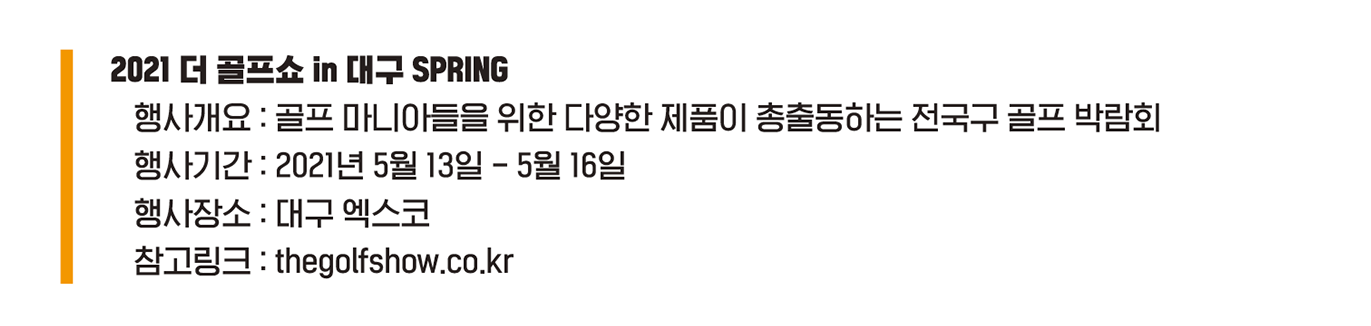 2021 더 골프쇼 in 대구 SPRING
행사개요 : 골프 마니아들을 위한 다양한 제품이 총출동하는 전국구 골프 박람회
행사기간 : 2021년 5월 13일 – 5월 16일
행사장소 : 대구 엑스코
참고링크 : thegolfshow.co.kr